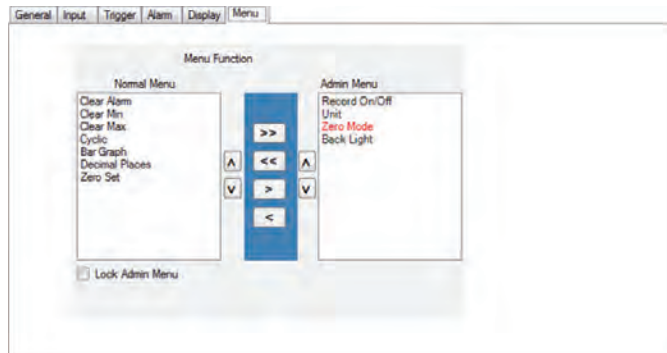 General Input Trigger Alarm Display Menu
Menu Function
Normal Menu
Clear Alarm
Clear Min
Clear Max
Cyclic
Bar Graph
Decimal Places
Zero Set
Λ
V
>>
<<
>
<
Λ
V
Admin Menu
Record On/Off
Unit
Zero Mode
Back Light
Lock Admin Menu